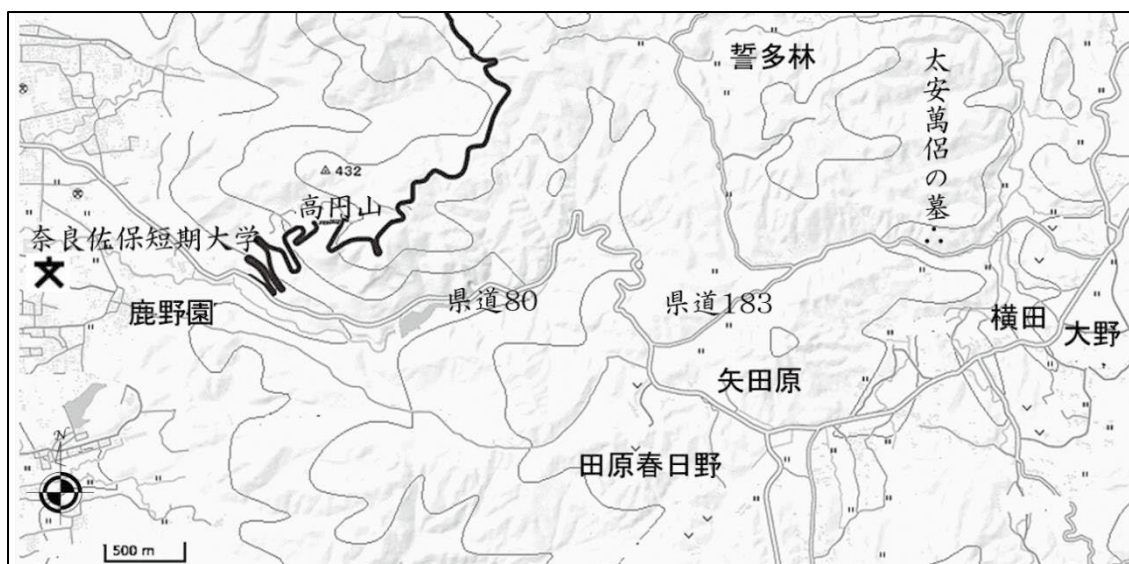 誓多林
太安萬侶の墓
432
高円山
奈良佐保短期大学
県道80
県道183
鹿野園
横田
大野
矢田原
田原春日野
N
500 m